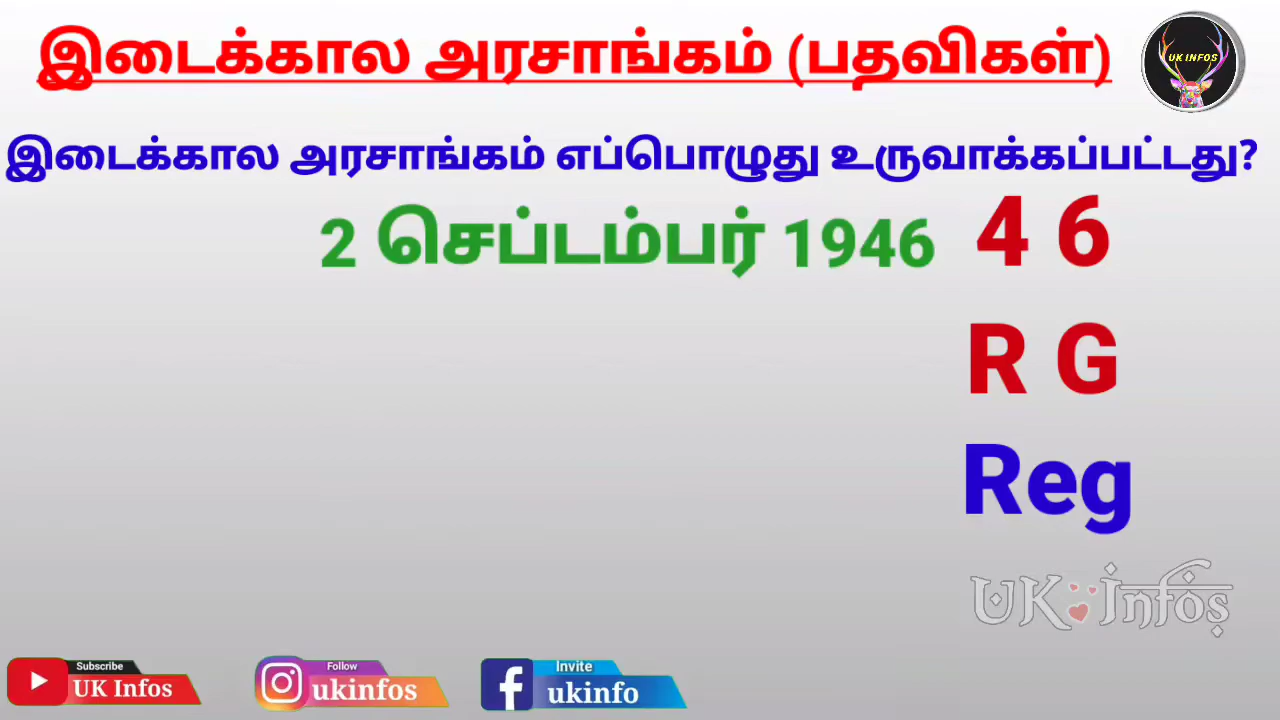 இடைக்கால அரசாங்கம் (பதவிகள்)
UK INFOS
இடைக்கால அரசாங்கம் எப்பொழுது உருவாக்கப்பட்டது?
2 செப்டம்பர் 1946
4 6
R G
Reg
UK Infos
Subscribe
UK Infos
Follow
ukinfos
Invite
ukinfo